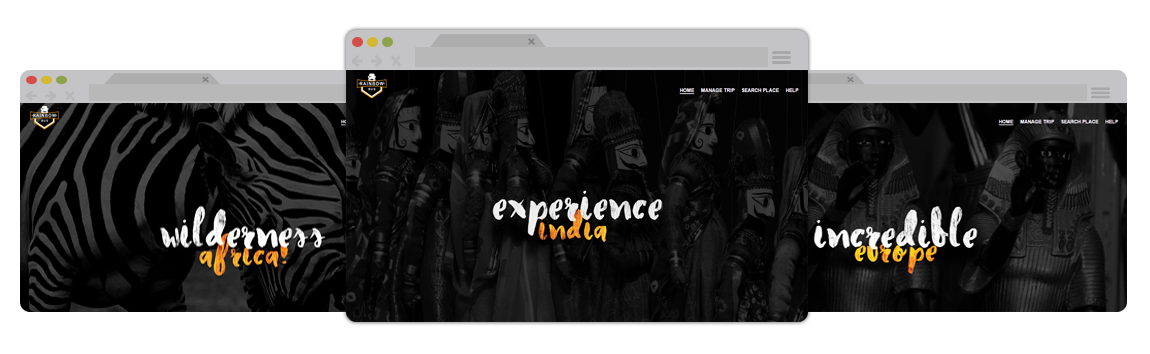 RAINBOW
BUS
wilderness
africa!
RAINBOW
BUS
HOME MANAGE TRIP SEARCH PLACE HELP
experience
india
HOME MANAGE TRIP SEARCH PLACE HELP
incredible
europe